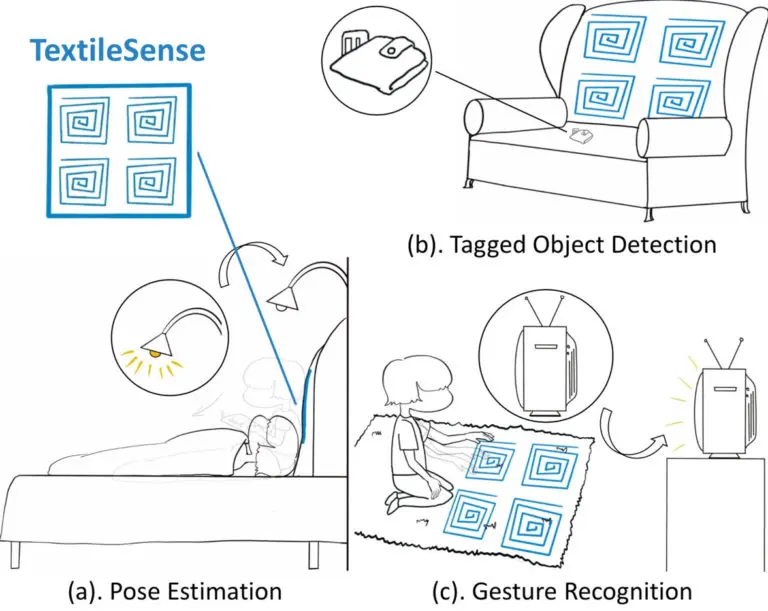 TextileSense
(b). Tagged Object Detection
(a). Pose Estimation
(c). Gesture Recognition